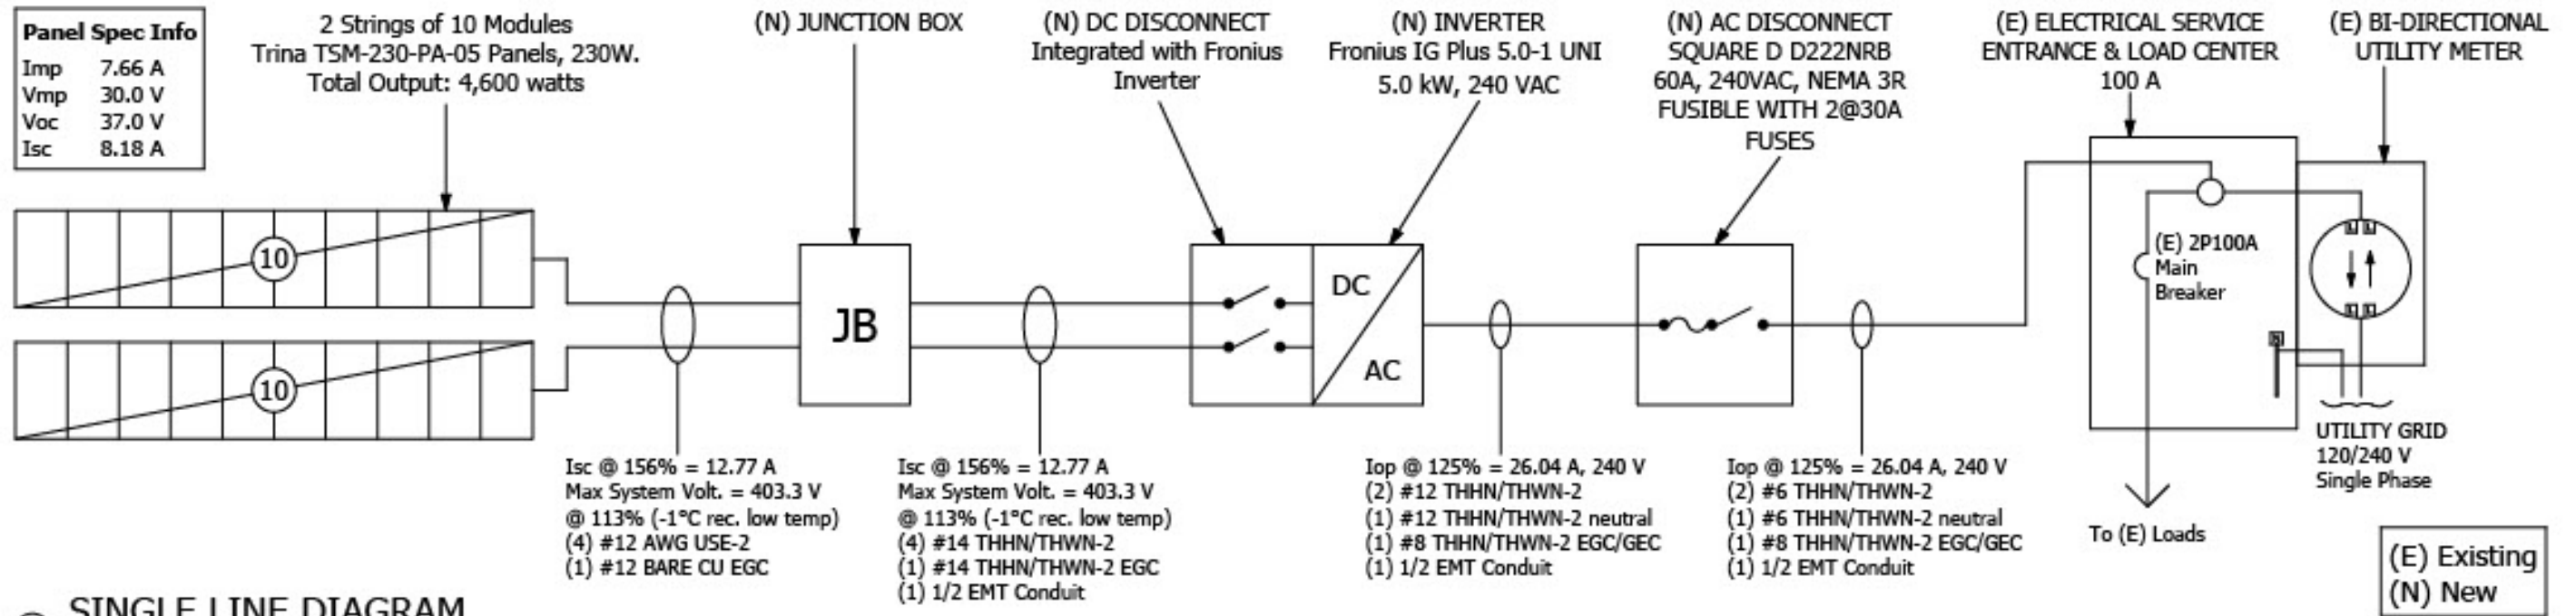 Panel Spec Info
Imp 7.66 A
Vmp 30.0 V
Voc 37.0 V
Isc 8.18 A
2 Strings of 10 Modules
Trina TSM-230-PA-05 Panels, 230W.
Total Output: 4,600 watts
(N) JUNCTION BOX
(N) DC DISCONNECT
Integrated with Fronius
Inverter
(N) INVERTER
Fronius IG Plus 5.0-1 UNI
5.0 kW, 240 VAC
(N) AC DISCONNECT
SQUARE D D222NRB
60A, 240VAC, NEMA 3R
FUSIBLE WITH 2@30A
FUSES
(E) ELECTRICAL SERVICE
ENTRANCE & LOAD CENTER
100 A
(E) BI-DIRECTIONAL
UTILITY METER
10
10
JB
DC
AC
(E) 2P100A
Main
Breaker
Isc @ 156% = 12.77 A
Max System Volt. = 403.3 V
@ 113% (-1°C rec. low temp)
(4) #12 AWG USE-2
(1) #12 BARE CU EGC
Isc @ 156% = 12.77 A
Max System Volt. = 403.3 V
@ 113% (-1°C rec. low temp)
(4) #14 THHN/THWN-2
(1) #14 THHN/THWN-2 EGC
(1) 1/2 EMT Conduit
Iop @ 125% = 26.04 A, 240 V
(2) #12 THHN/THWN-2
(1) #12 THHN/THWN-2 neutral
(1) #8 THHN/THWN-2 EGC/GEC
(1) 1/2 EMT Conduit
Iop @ 125% = 26.04 A, 240 V
(2) #6 THHN/THWN-2
(1) #6 THHN/THWN-2 neutral
(1) #8 THHN/THWN-2 EGC/GEC
(1) 1/2 EMT Conduit
To (E) Loads
UTILITY GRID
120/240 V
Single Phase
(E) Existing
(N) New
SINGLE LINE DIAGRAM